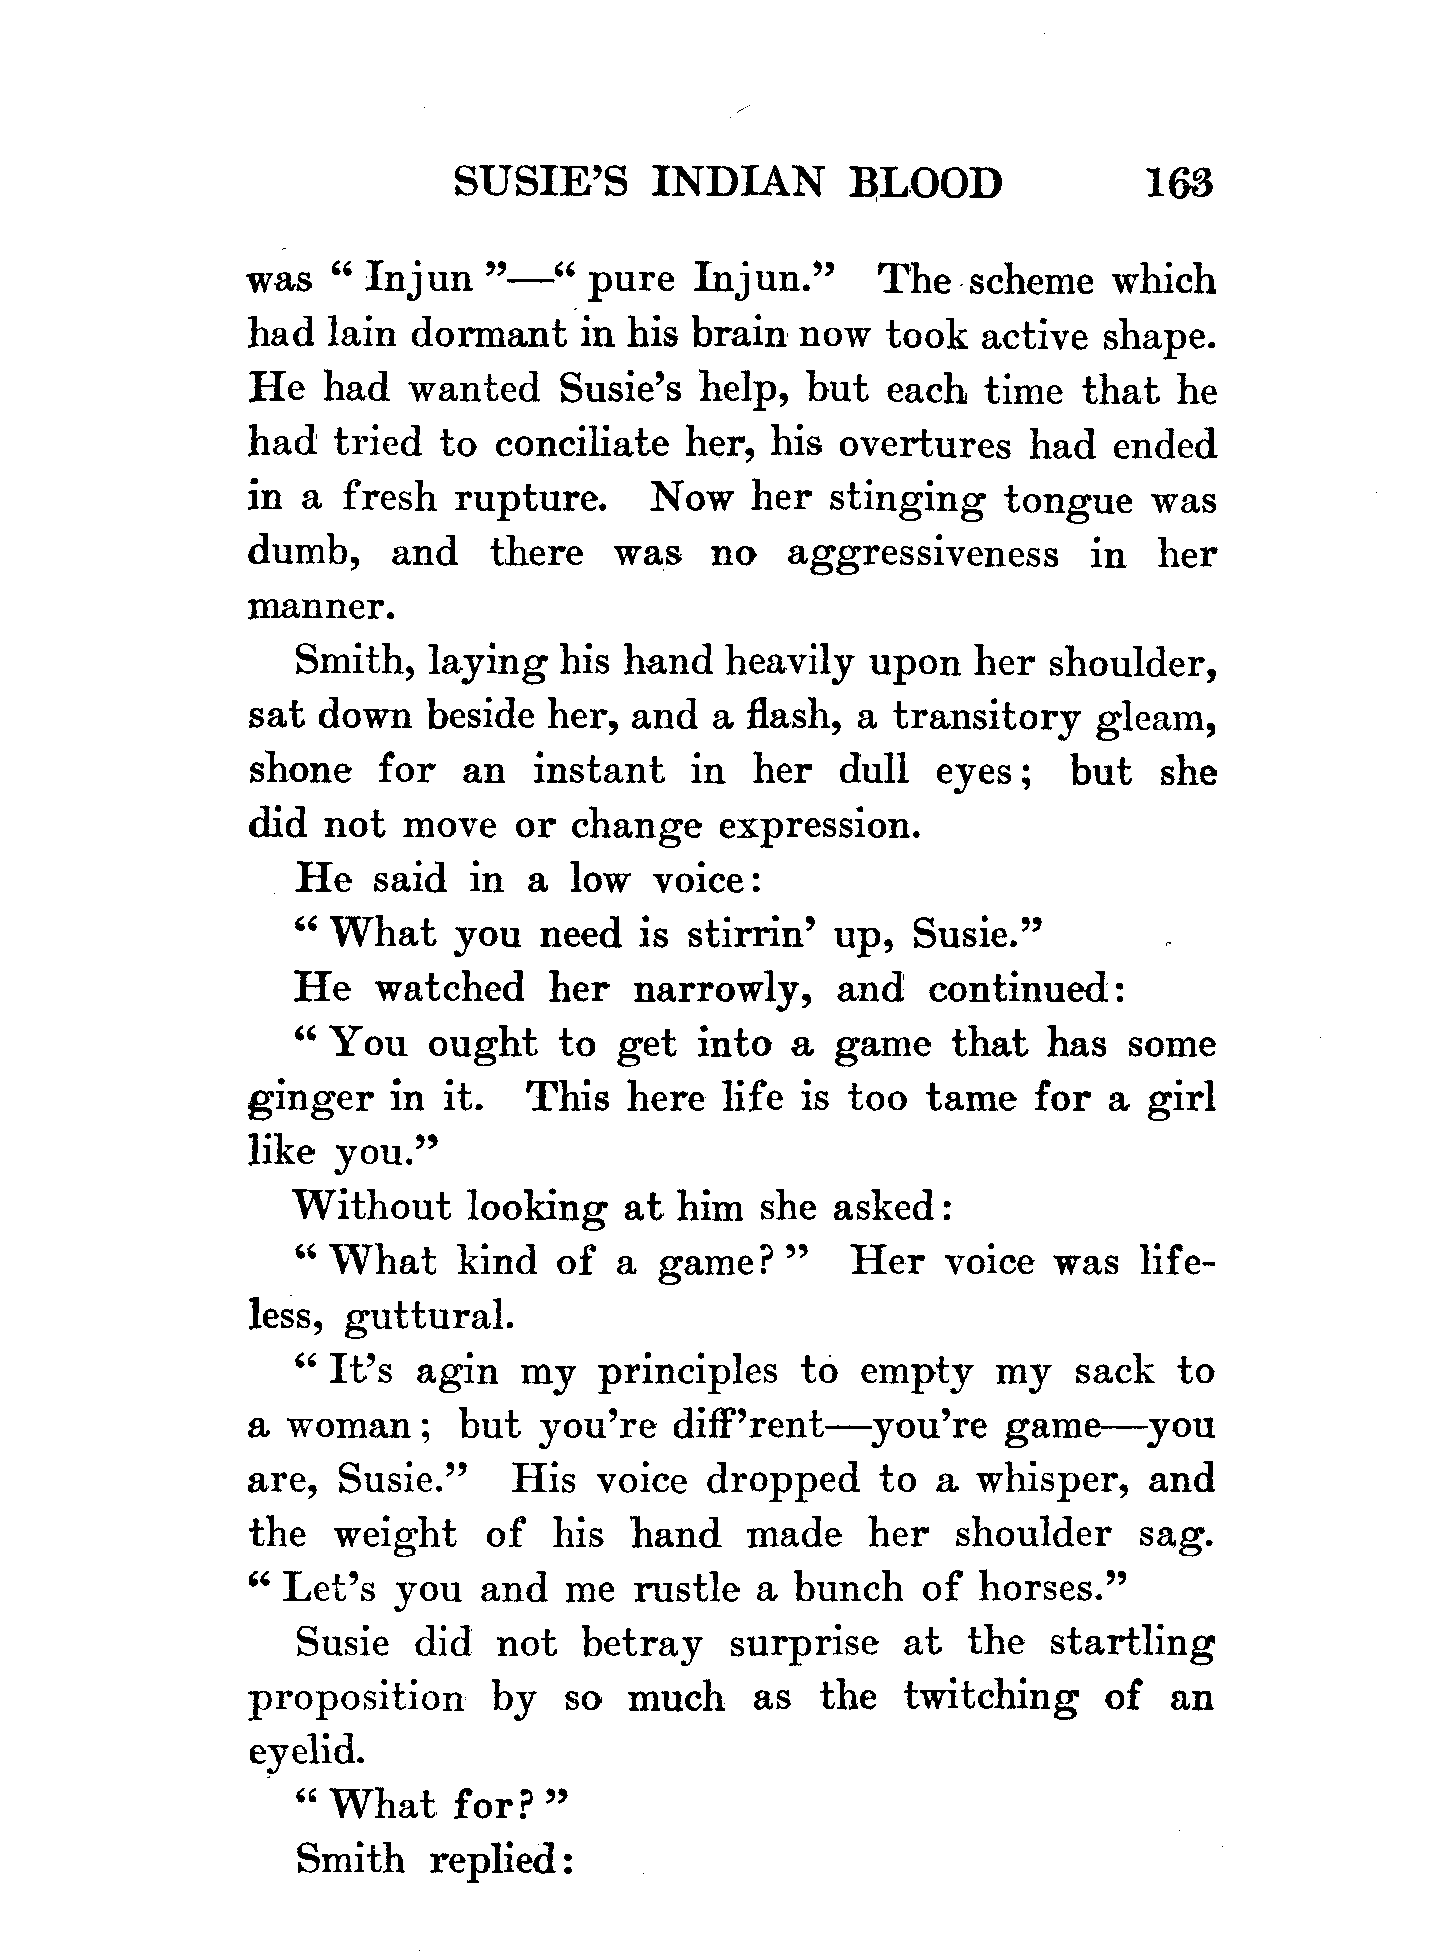 SUSIE'S INDIAN BLOOD 163
was “ Injun ”—“ pure Injun.” The scheme which
had lain dormant in his brain now took active shape.
He had wanted Susie’s help, but each time that he
had tried to conciliate her, his overtures had ended
in a fresh rupture. Now her stinging tongue was
dumb, and there was no aggressiveness in her
manner.
Smith, laying his hand heavily upon her shoulder,
sat down beside her, and a flash, a transitory gleam,
shone for an instant in her dull eyes; but she
did not move or change expression.
He said in a low voice:
“ What you need is stirrin’ up, Susie.”
He watched her narrowly, and continued:
“ You ought to get into a game that has some
ginger in it. This here life is too tame for a girl
like you.”
Without looking at him she asked:
“ What kind of a game? ” Her voice was life-
less, guttural.
“ It’s agin my principles to empty my sack to
a woman; but you’re diff’rent—you’re game—you
are, Susie.” His voice dropped to a whisper, and
the weight of his hand made her shoulder sag.
“ Let’s you and me rustle a bunch of horses.”
Susie did not betray surprise at the startling
proposition by so much as the twitching of an
eyelid.
“ What for? ”
Smith replied: